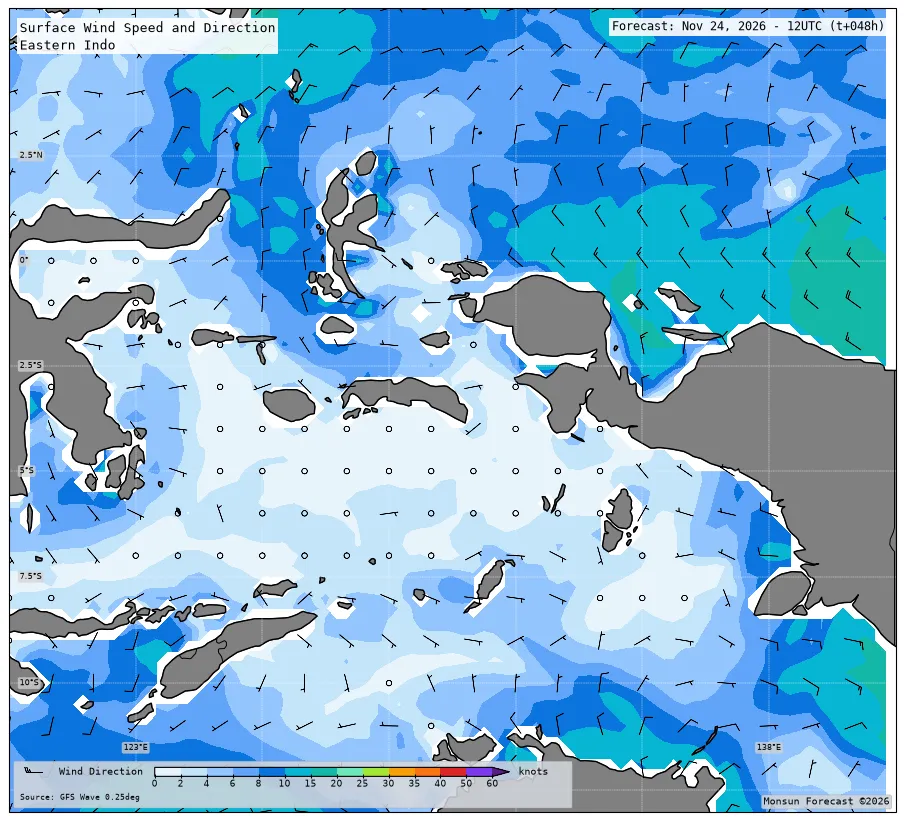 Surface Wind Speed and Direction
Eastern Indo
Forecast: Nov 24, 2026 - 12UTC (t+048h)
2.5°N
0°
2.5°S
5°S
7.5°S
10°S
123°E
138°E
Wind Direction
knots
0 2 4 6 8 10 15 20 25 30 35 40 50 60
Source: GFS Wave 0.25deg
Monsun Forecast ©2026